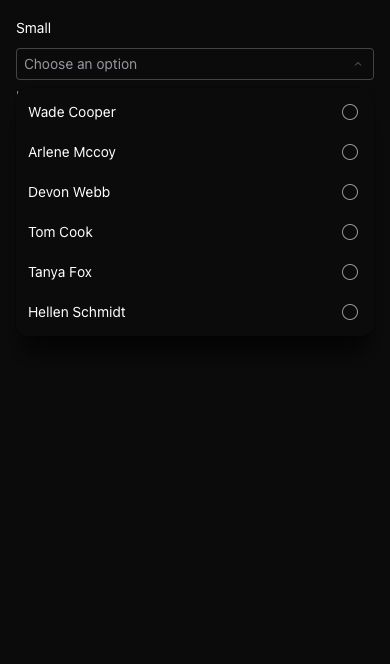 Small
Choose an option
Wade Cooper
Arlene Mccoy
Devon Webb
Tom Cook
Tanya Fox
Hellen Schmidt